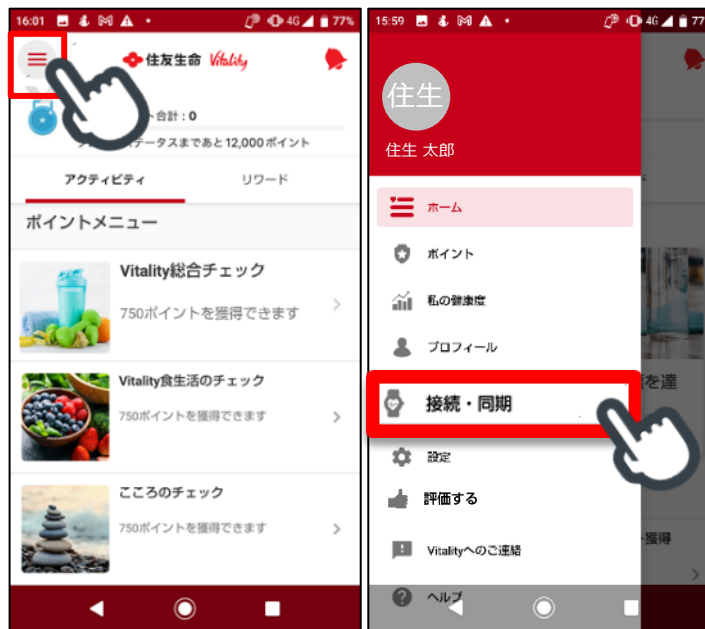 16:01
4G
77%
住友生命 Vitality
ト合計：0
ステータスまであと12,000ポイント
アクティビティ
リワード
ポイントメニュー
Vitality総合チェック
750ポイントを獲得できます
Vitality食生活のチェック
750ポイントを獲得できます
こころのチェック
750ポイントを獲得できます
15:59
4G
77
住生
住生 太郎
ホーム
ポイント
私の健康度
プロフィール
を達
接続・同期
設定
評価する
獲得
Vitalityへのご連絡
ヘルプ